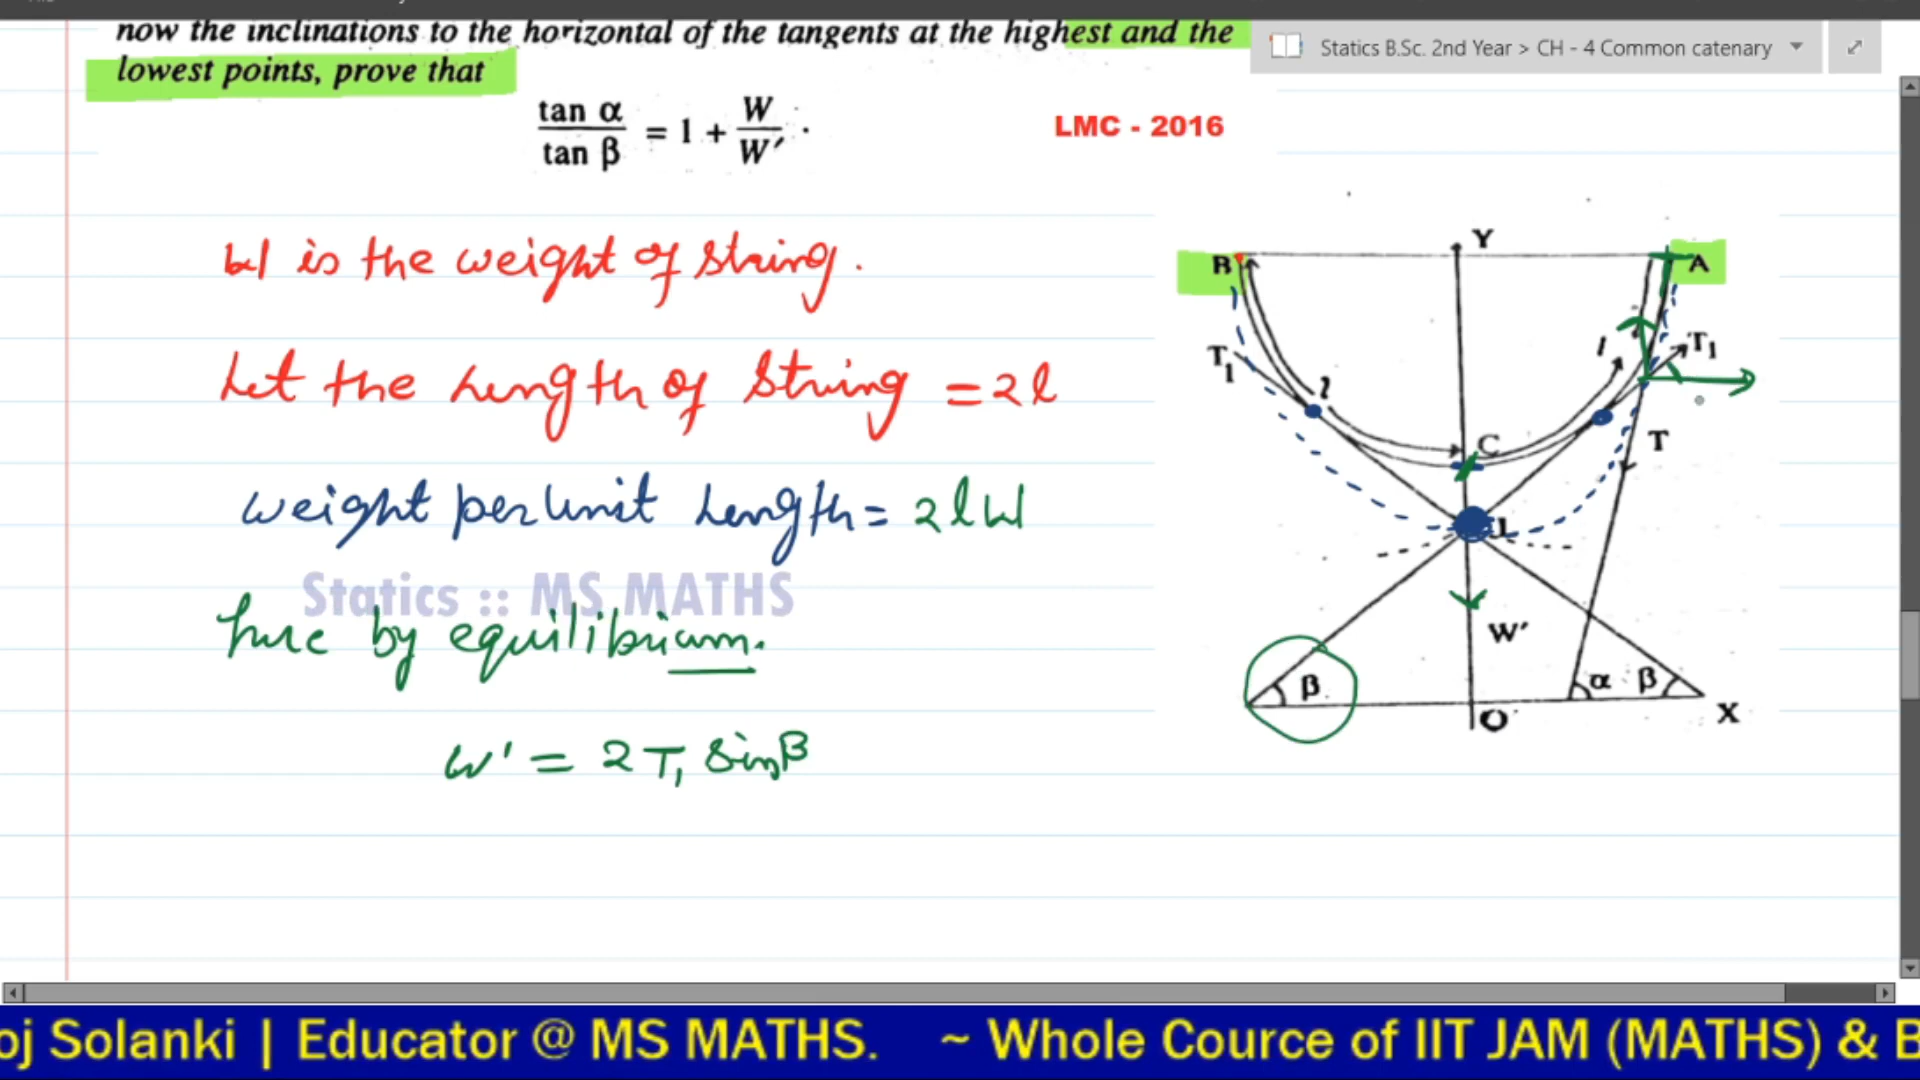 now the inclinations to the horizontal of the tangents at the highest and the
lowest points, prove that
Statics B.Sc. 2nd Year > CH - 4 Common catenary
tan α / tan β = 1 + W / W′ .
LMC - 2016
W is the weight of string.
Let the Length of String = 2l
weight per unit Length = 2lW
here by equilibrium.
W' = 2T₁ sinβ
Statics :: MS MATHS
Y
B
A
T₁
l
l
T₁
C
T
L
W′
β
α
β
O
X
oj Solanki | Educator @ MS MATHS. ~ Whole Cource of IIT JAM (MATHS) & B